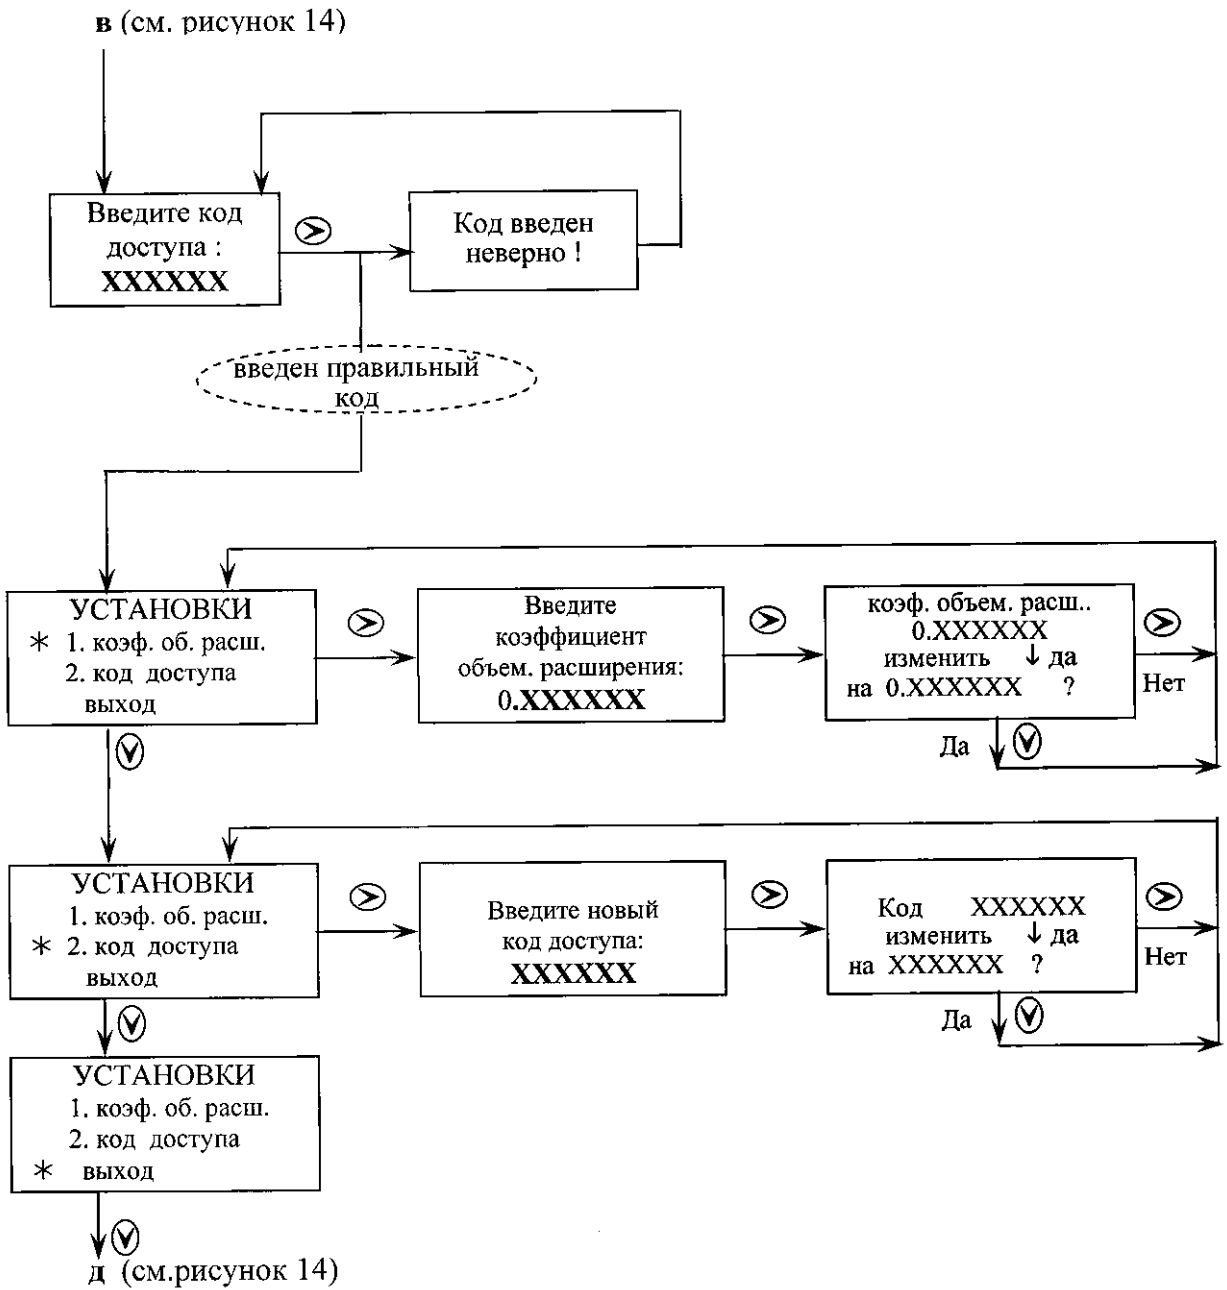 в (см. рисунок 14)
Введите код
доступа :
XXXXXX
Код введен
неверно !
введен правильный
код
УСТАНОВКИ
* 1. коэф. об. расш.
2. код доступа
выход
Введите
коэффициент
объем. расширения:
0.XXXXXX
коэф. объем. расш..
0.XXXXXX
изменить ↓ да
на 0.XXXXXX ?
Нет
Да
УСТАНОВКИ
1. коэф. об. расш.
* 2. код доступа
выход
Введите новый
код доступа:
XXXXXX
Код XXXXXX
изменить ↓ да
на XXXXXX ?
Нет
Да
УСТАНОВКИ
1. коэф. об. расш.
2. код доступа
* выход
д (см.рисунок 14)